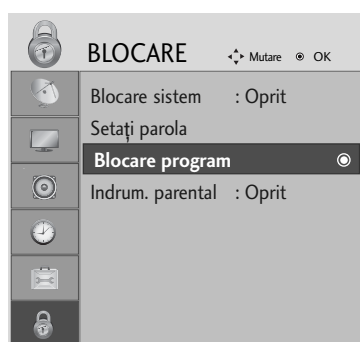 BLOCARE Mutare OK
Blocare sistem : Oprit
Setați parola
Blocare program
Indrum. parental : Oprit